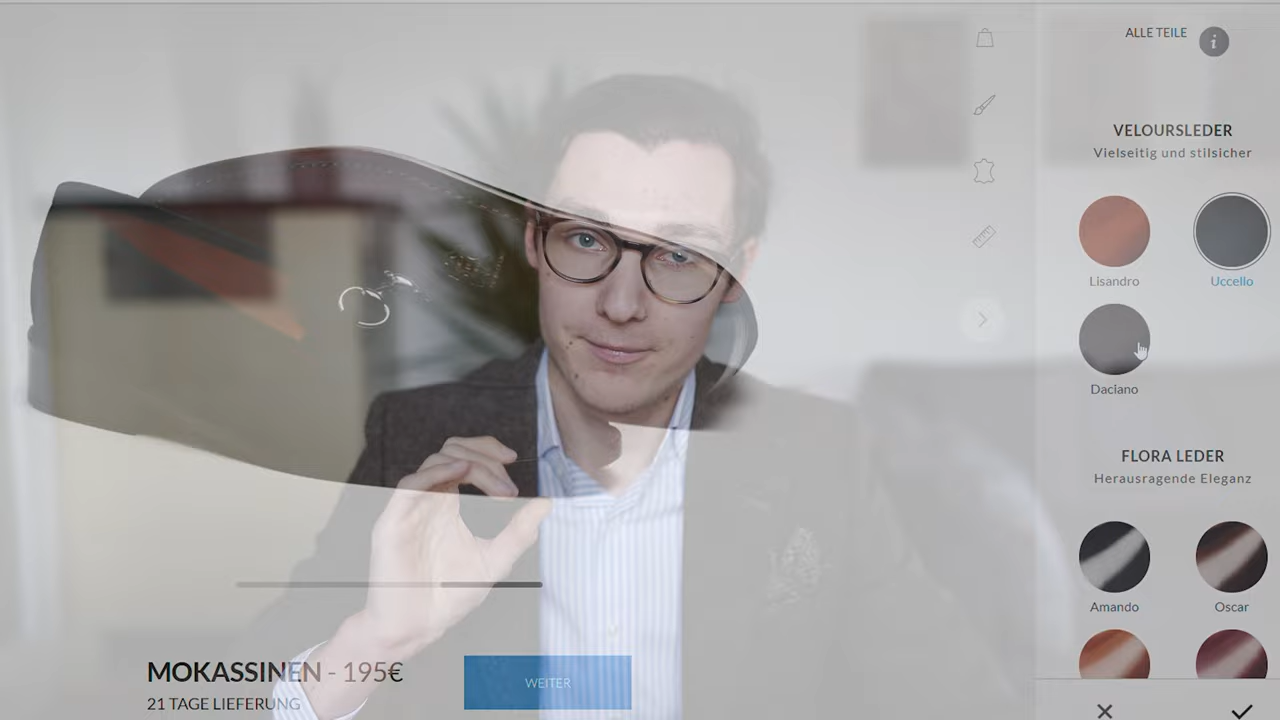 ALLE TEILE
i
VELOURSLEDER
Vielseitig und stilsicher
Lisandro
Uccello
Daciano
FLORA LEDER
Herausragende Eleganz
Amando
Oscar
MOKASSINEN - 195€
21 TAGE LIEFERUNG
WEITER